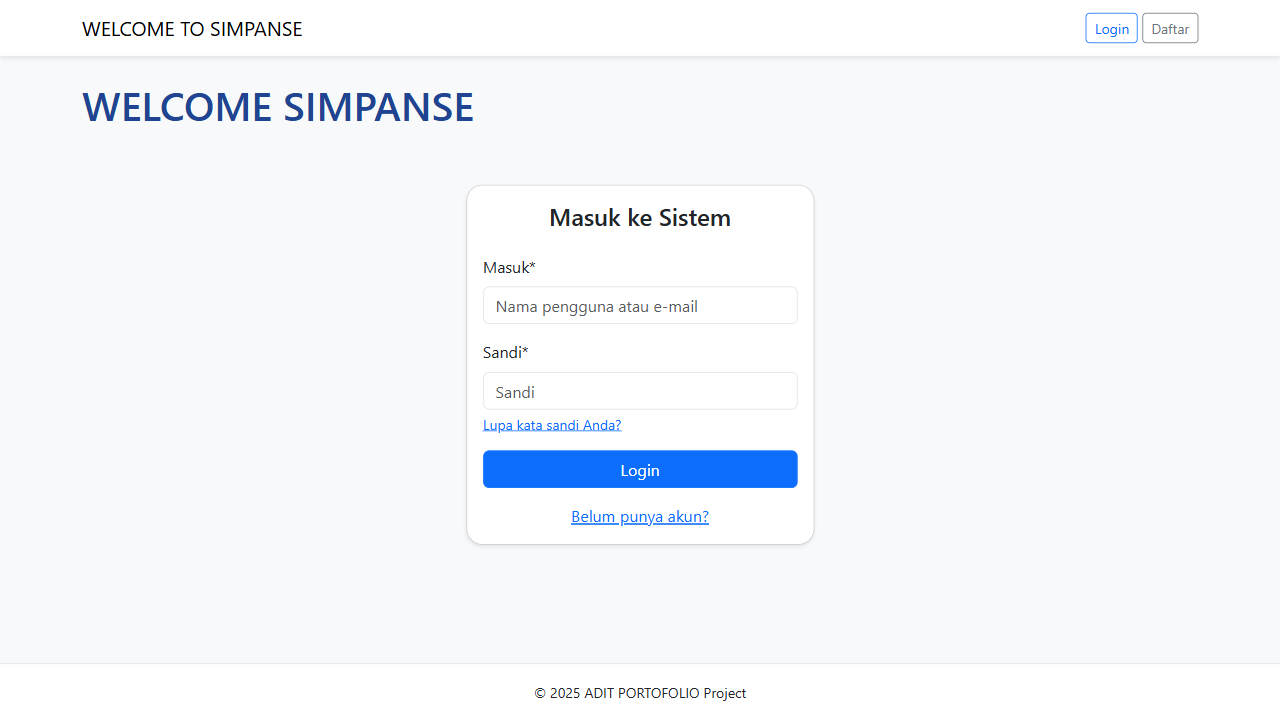 WELCOME TO SIMPANSE
Login
Daftar
WELCOME SIMPANSE
Masuk ke Sistem
Masuk*
Nama pengguna atau e-mail
Sandi*
Sandi
Lupa kata sandi Anda?
Login
Belum punya akun?
© 2025 ADIT PORTOFOLIO Project